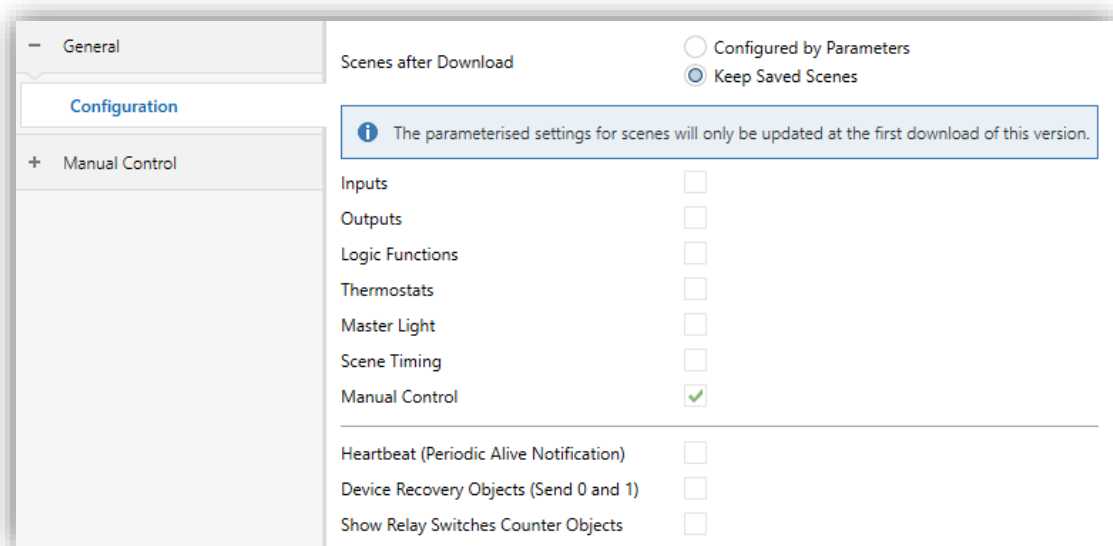 General
Configuration
Manual Control
Scenes after Download
Configured by Parameters
Keep Saved Scenes
The parameterised settings for scenes will only be updated at the first download of this version.
Inputs
Outputs
Logic Functions
Thermostats
Master Light
Scene Timing
Manual Control
Heartbeat (Periodic Alive Notification)
Device Recovery Objects (Send 0 and 1)
Show Relay Switches Counter Objects